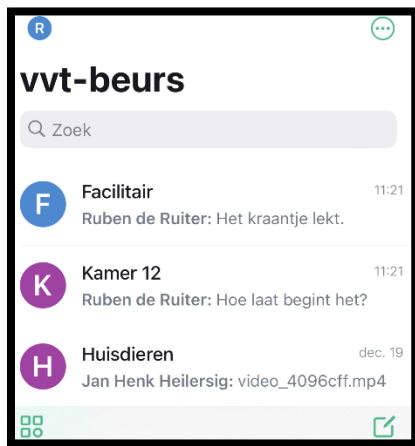 R
vvt-beurs
Zoek
F
Facilitair 11:21
Ruben de Ruiter: Het kraantje lekt.
K
Kamer 12 11:21
Ruben de Ruiter: Hoe laat begint het?
H
Huisdieren dec. 19
Jan Henk Heilersig: video_4096cff.mp4